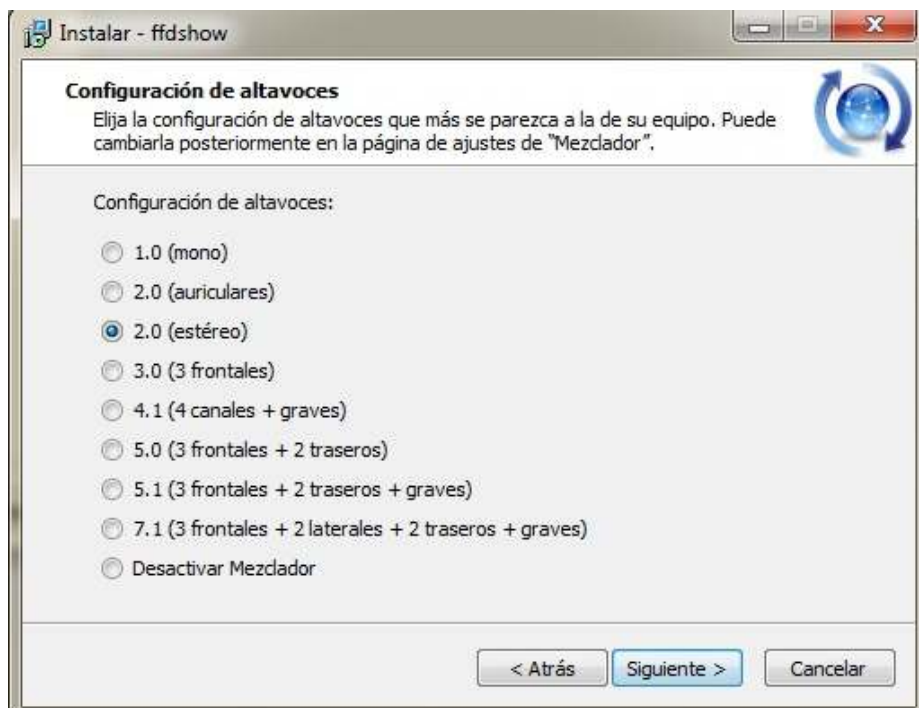 Instalar - ffdshow
Configuración de altavoces
Elija la configuración de altavoces que más se parezca a la de su equipo. Puede
cambiarla posteriormente en la página de ajustes de "Mezclador".
Configuración de altavoces:
1.0 (mono)
2.0 (auriculares)
2.0 (estéreo)
3.0 (3 frontales)
4.1 (4 canales + graves)
5.0 (3 frontales + 2 traseros)
5.1 (3 frontales + 2 traseros + graves)
7.1 (3 frontales + 2 laterales + 2 traseros + graves)
Desactivar Mezclador
< Atrás
Siguiente >
Cancelar